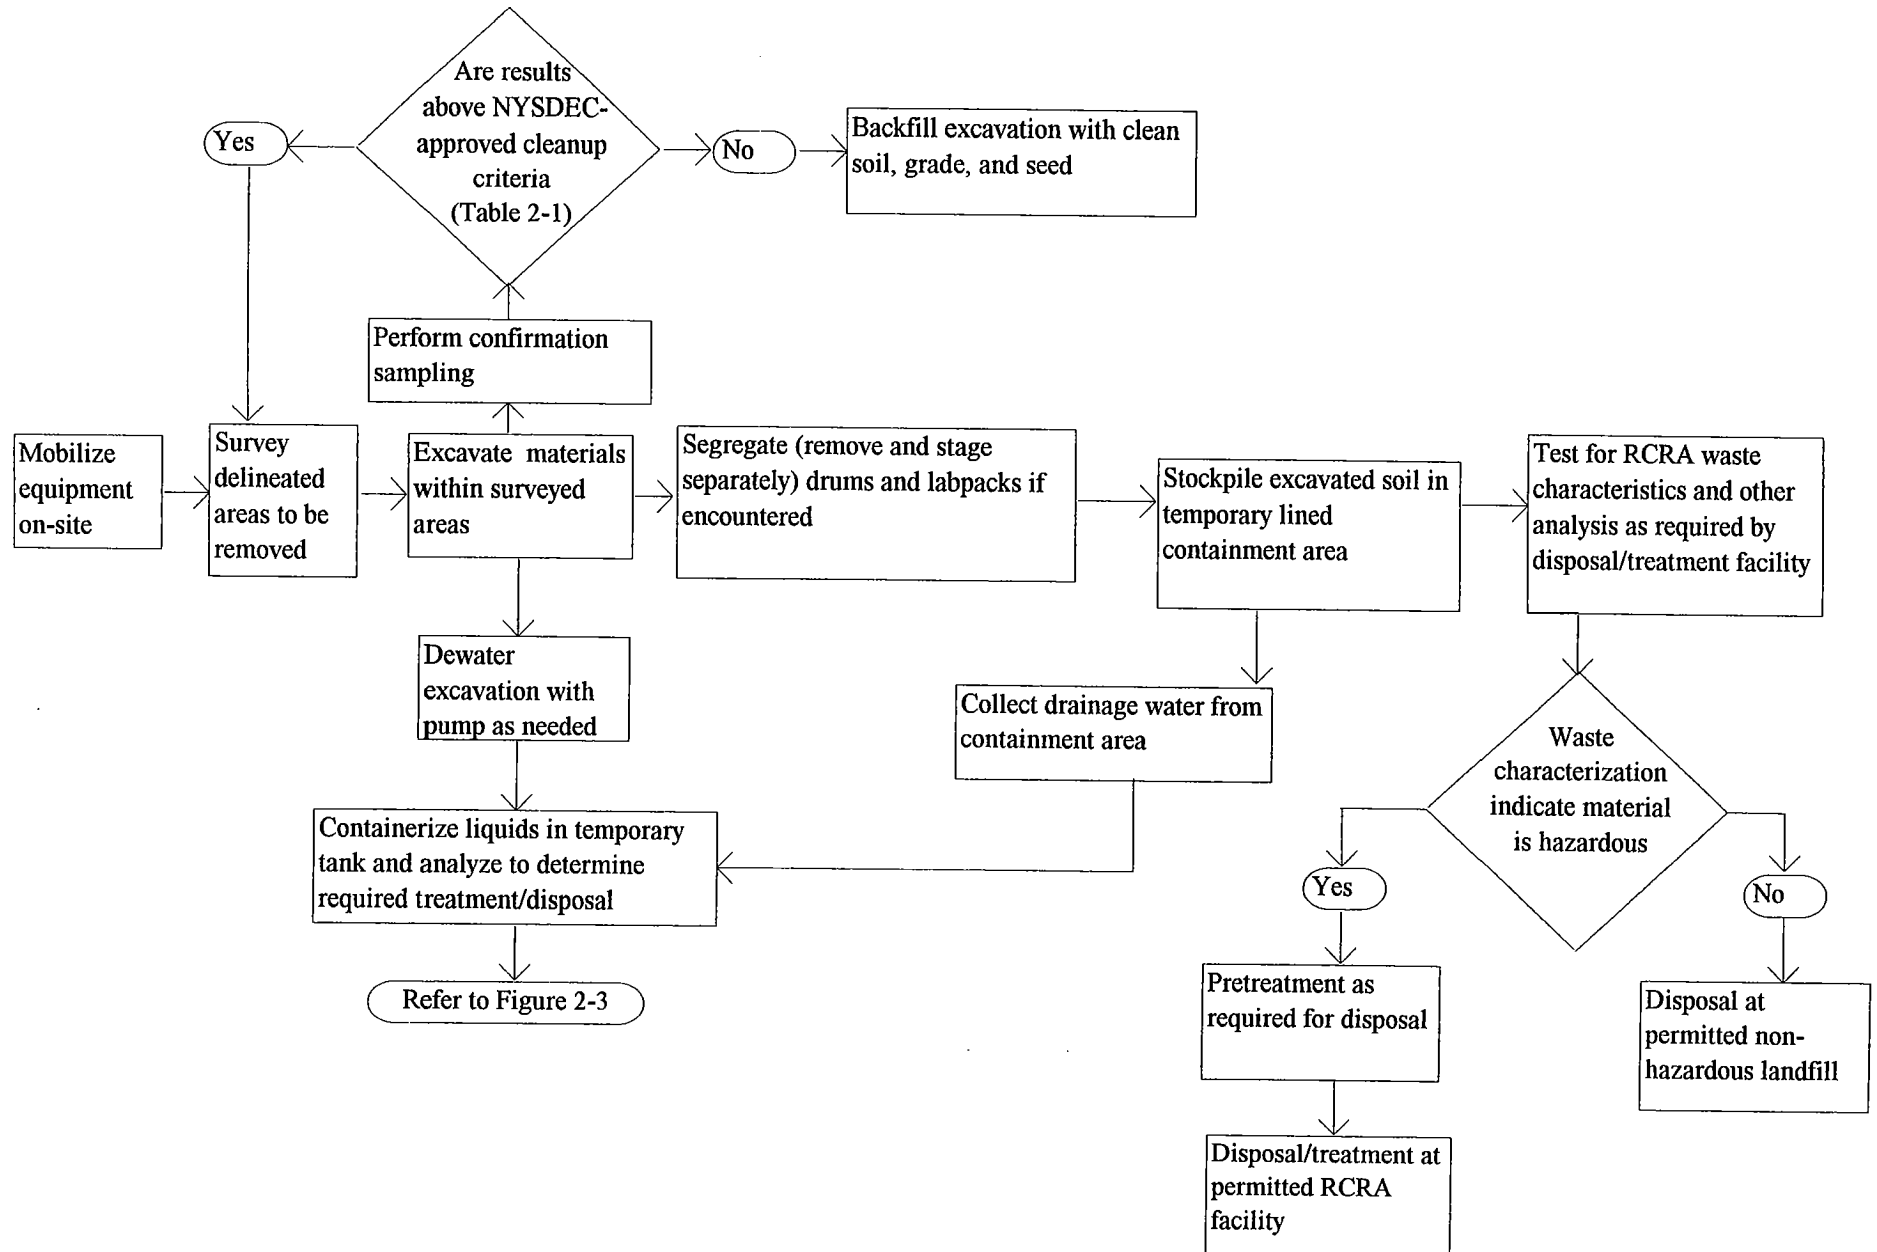 Are results
above NYSDEC-
approved cleanup
criteria
(Table 2-1)
Yes
No
Backfill excavation with clean
soil, grade, and seed
Perform confirmation
sampling
Mobilize
equipment
on-site
Survey
delineated
areas to be
removed
Excavate materials
within surveyed
areas
Segregate (remove and stage
separately) drums and labpacks if
encountered
Stockpile excavated soil in
temporary lined
containment area
Test for RCRA waste
characteristics and other
analysis as required by
disposal/treatment facility
Dewater
excavation with
pump as needed
Collect drainage water from
containment area
Waste
characterization
indicate material
is hazardous
Containerize liquids in temporary
tank and analyze to determine
required treatment/disposal
Yes
No
Refer to Figure 2-3
Pretreatment as
required for disposal
Disposal at
permitted non-
hazardous landfill
Disposal/treatment at
permitted RCRA
facility